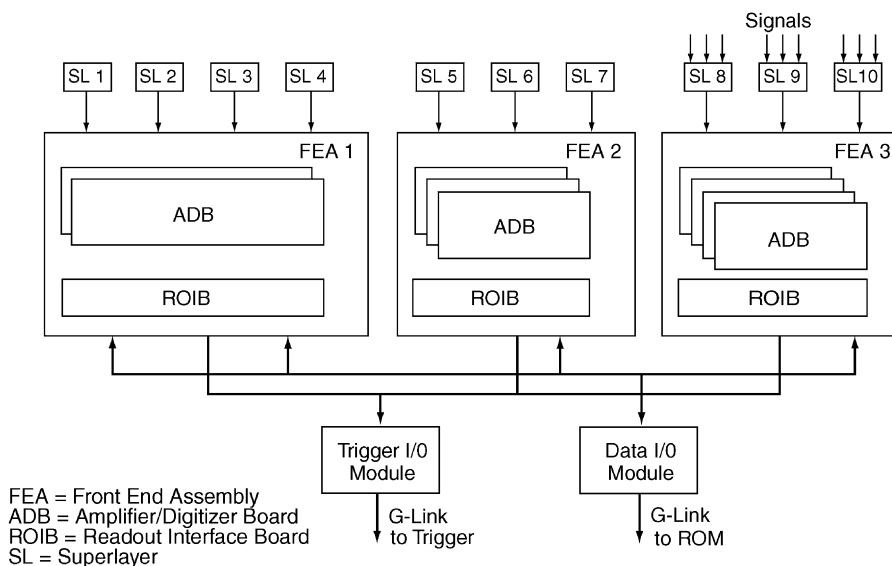 Signals
SL 1 SL 2 SL 3 SL 4 SL 5 SL 6 SL 7 SL 8 SL 9 SL10
FEA 1 FEA 2 FEA 3
ADB ADB ADB
ROIB ROIB ROIB
Trigger I/0
Module
Data I/0
Module
G-Link
to Trigger
G-Link
to ROM
FEA = Front End Assembly
ADB = Amplifier/Digitizer Board
ROIB = Readout Interface Board
SL = Superlayer